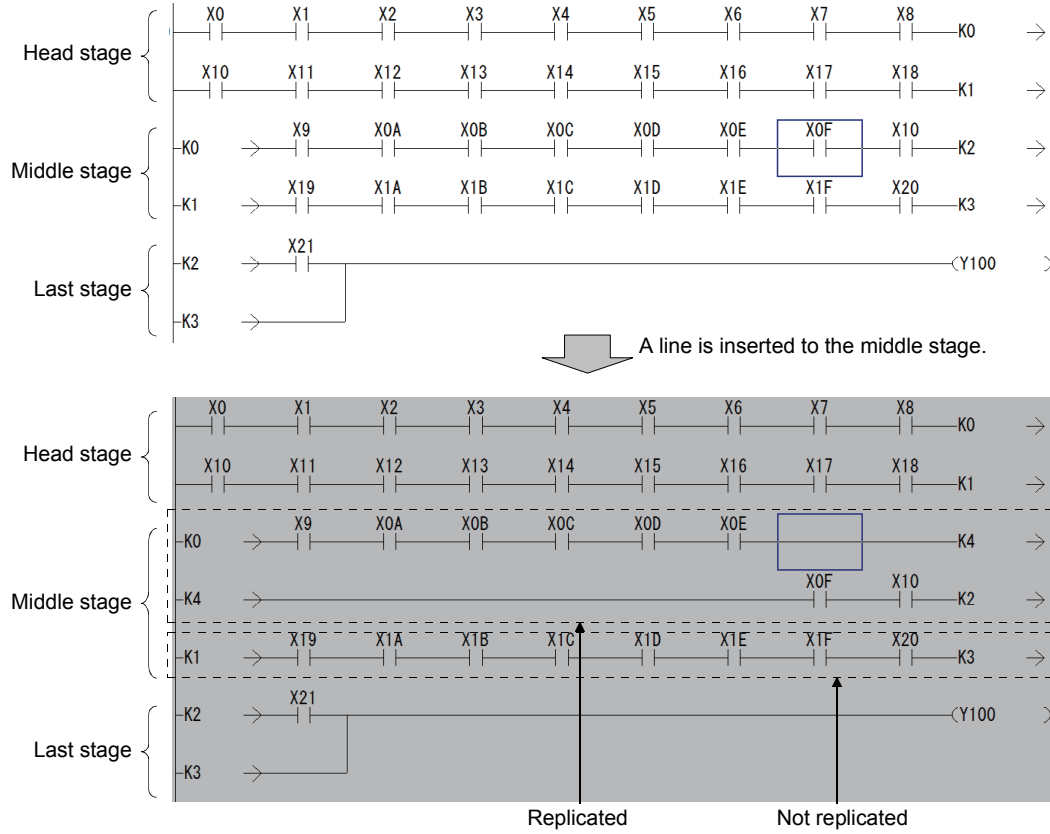 X0 X1 X2 X3 X4 X5 X6 X7 X8
K0
Head stage
X10 X11 X12 X13 X14 X15 X16 X17 X18
K1
X9 X0A X0B X0C X0D X0E X0F X10
K0 K2
Middle stage
X19 X1A X1B X1C X1D X1E X1F X20
K1 K3
X21
K2 (Y100 )
Last stage
K3
A line is inserted to the middle stage.
X0 X1 X2 X3 X4 X5 X6 X7 X8
K0
Head stage
X10 X11 X12 X13 X14 X15 X16 X17 X18
K1
X9 X0A X0B X0C X0D X0E
K0 K4
X0F X10
Middle stage
K4 K2
X19 X1A X1B X1C X1D X1E X1F X20
K1 K3
X21
K2 (Y100 )
Last stage
K3
Replicated Not replicated